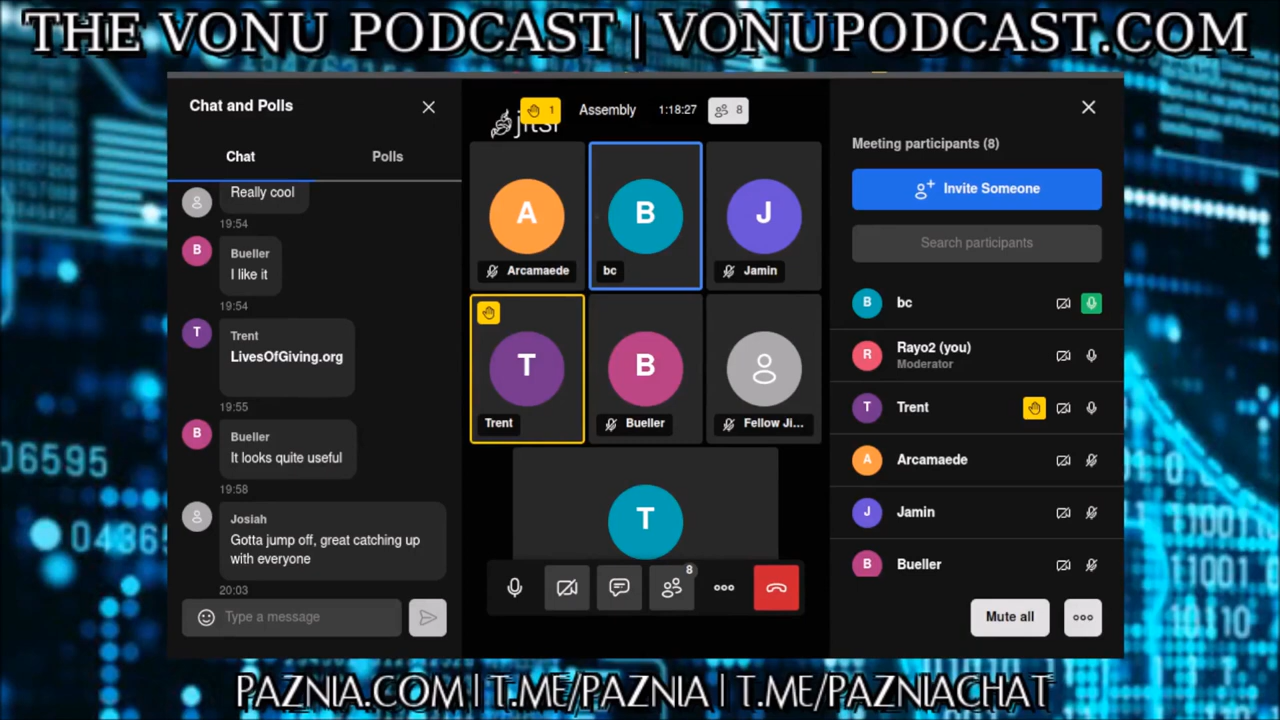 THE VONU PODCAST | VONUPODCAST.COM
Chat and Polls
Chat
Polls
Really cool
19:54
B
Bueller
I like it
19:54
T
Trent
LivesOfGiving.org
19:55
B
Bueller
It looks quite useful
19:58
Josiah
Gotta jump off, great catching up
with everyone
20:03
Type a message
jitsi
1
Assembly
1:18:27
8
A
Arcamaede
B
bc
J
Jamin
T
Trent
B
Bueller
Fellow Ji...
T
8
Meeting participants (8)
Invite Someone
Search participants
B
bc
R
Rayo2 (you)
Moderator
T
Trent
A
Arcamaede
J
Jamin
B
Bueller
Mute all
06595
0436
PAZNIA.COM | T.ME/PAZNIA | T.ME/PAZNIACHAT